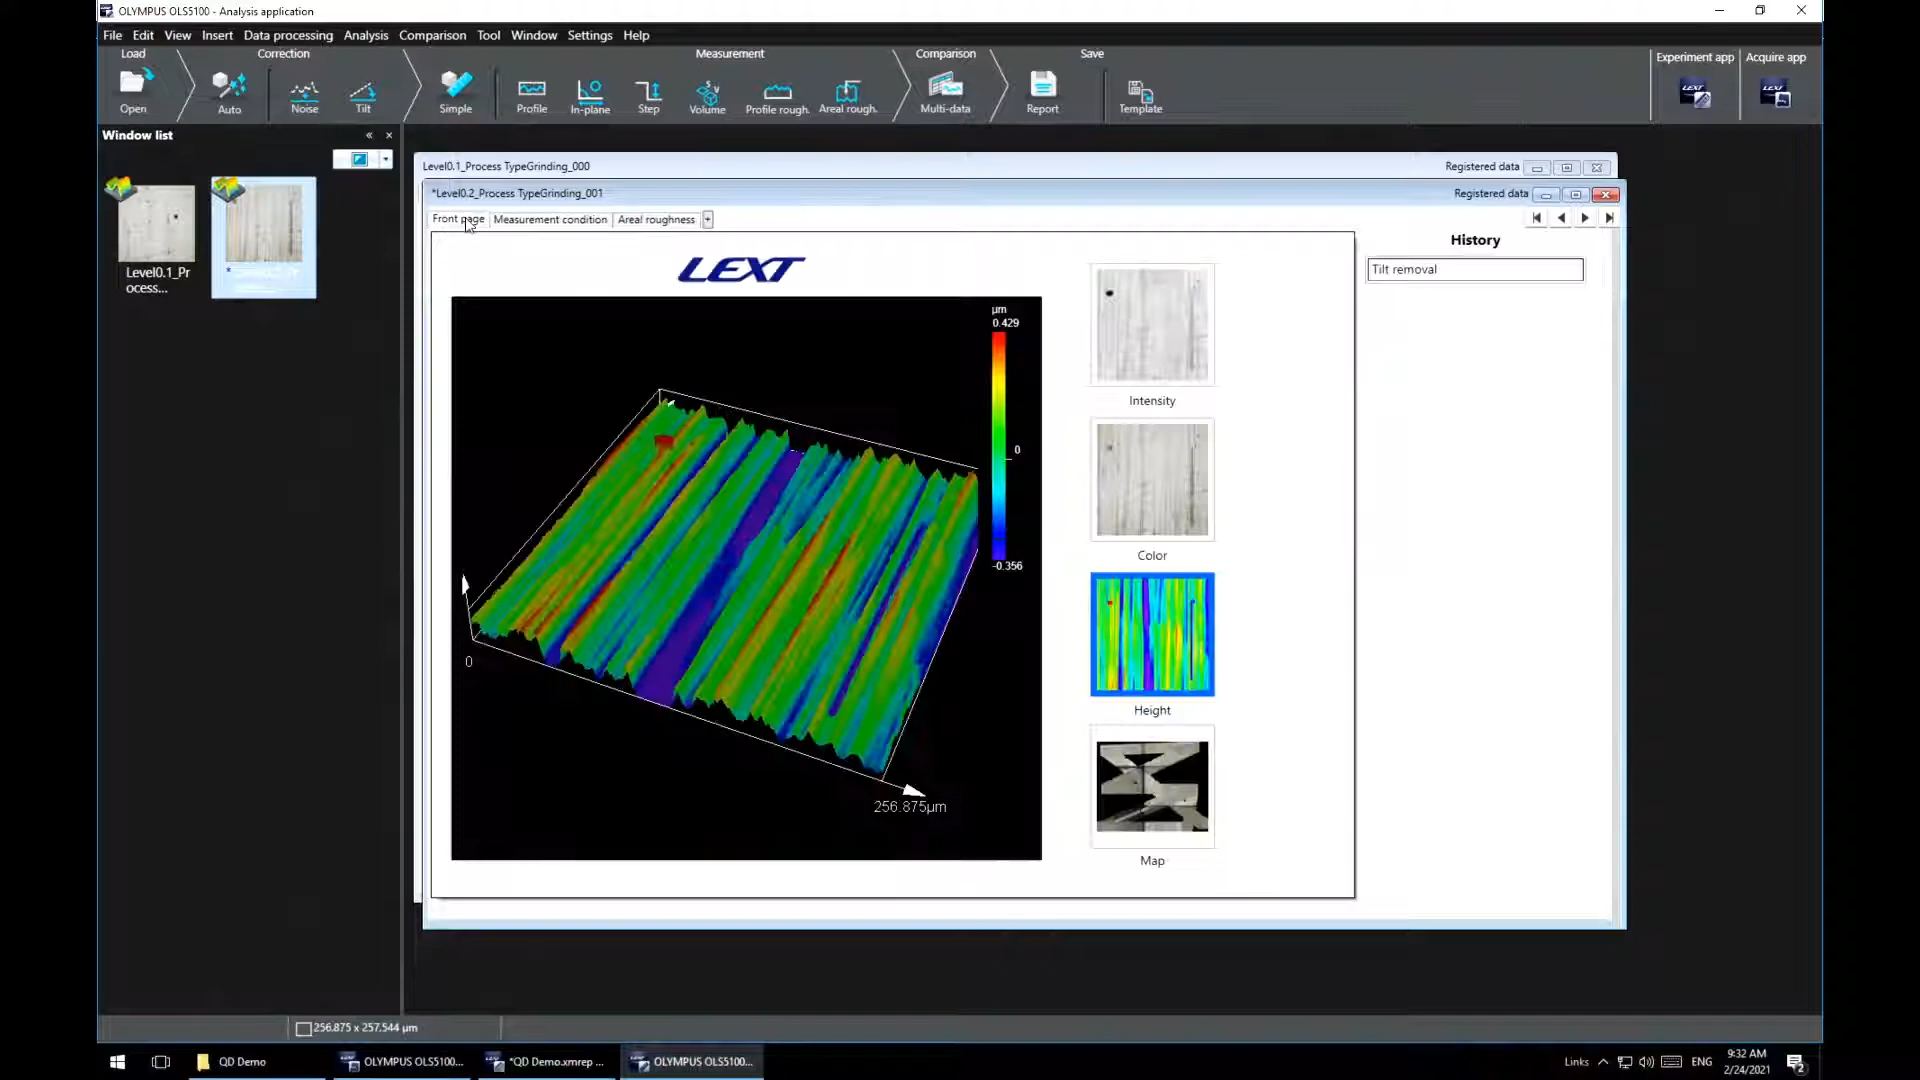 OLYMPUS OLS5100 - Analysis application
File Edit View Insert Data processing Analysis Comparison Tool Window Settings Help
Load Correction Measurement Comparison Save
Experiment app Acquire app
Open Auto Noise Tilt Simple Profile In-plane Step Volume Profile rough. Areal rough. Multi-data Report Template
Window list
Level0.1_Pr
ocess...
Level0.1_Process TypeGrinding_000 Registered data
*Level0.2_Process TypeGrinding_001 Registered data
Front page Measurement condition Areal roughness +
History
Tilt removal
LEXT
µm
0.429
0
-0.356
0
256.875µm
Intensity
Color
Height
Map
256.875 x 257.544 µm
QD Demo
OLYMPUS OLS5100...
*QD Demo.xmrep ...
OLYMPUS OLS5100...
Links
ENG
9:32 AM
2/24/2021
2